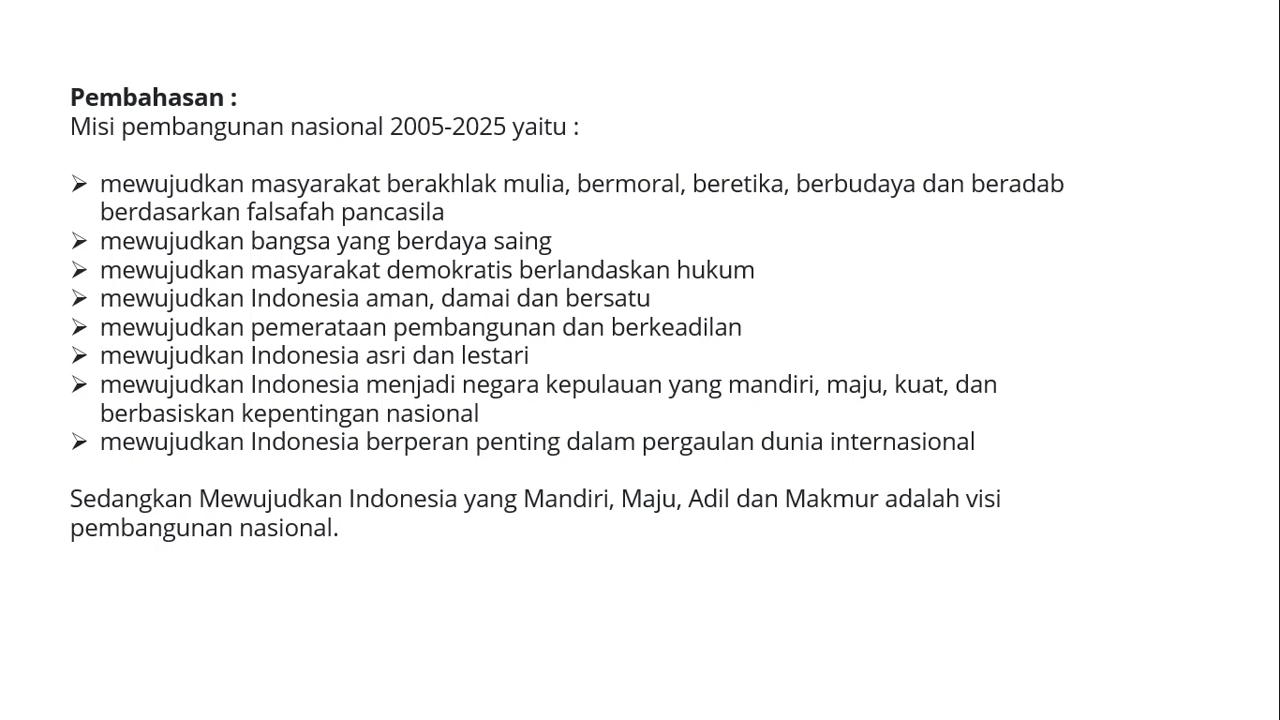 Pembahasan :
Misi pembangunan nasional 2005-2025 yaitu :
➢ mewujudkan masyarakat berakhlak mulia, bermoral, beretika, berbudaya dan beradab
berdasarkan falsafah pancasila
➢ mewujudkan bangsa yang berdaya saing
➢ mewujudkan masyarakat demokratis berlandaskan hukum
➢ mewujudkan Indonesia aman, damai dan bersatu
➢ mewujudkan pemerataan pembangunan dan berkeadilan
➢ mewujudkan Indonesia asri dan lestari
➢ mewujudkan Indonesia menjadi negara kepulauan yang mandiri, maju, kuat, dan
berbasiskan kepentingan nasional
➢ mewujudkan Indonesia berperan penting dalam pergaulan dunia internasional
Sedangkan Mewujudkan Indonesia yang Mandiri, Maju, Adil dan Makmur adalah visi
pembangunan nasional.